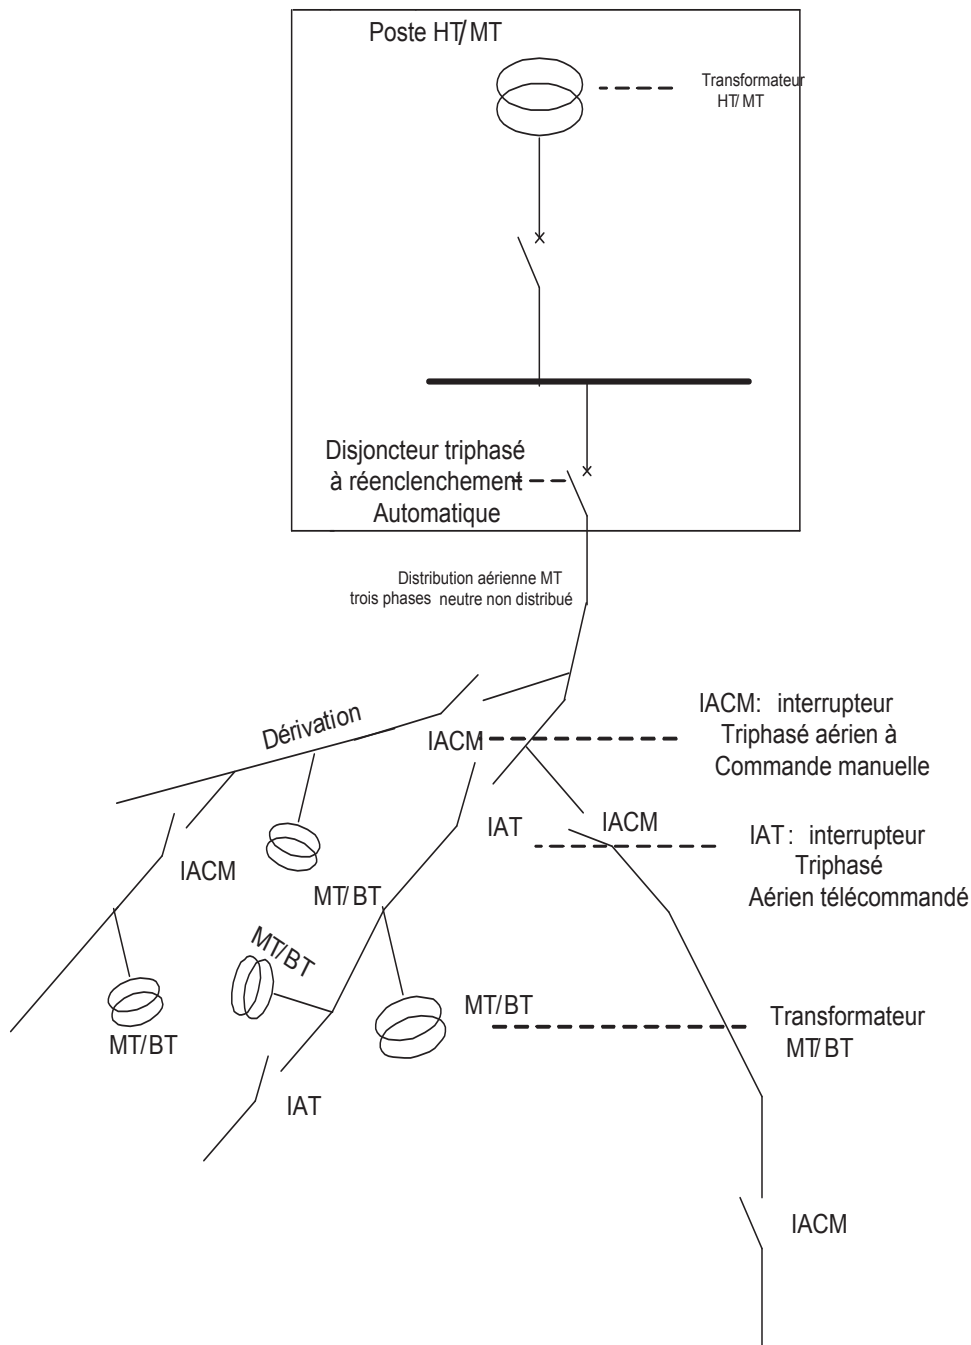 Poste HT/MT
Transformateur
HT/ MT
Disjoncteur triphasé
à réenclenchement
Automatique
Distribution aérienne MT
trois phases neutre non distribué
Dérivation
IACM
IACM: interrupteur
Triphasé aérien à
Commande manuelle
IAT
IACM
IAT : interrupteur
Triphasé
Aérien télécommandé
IACM
MT/ BT
MT/BT
MT/BT
MT/BT
Transformateur
MT/ BT
IAT
IACM